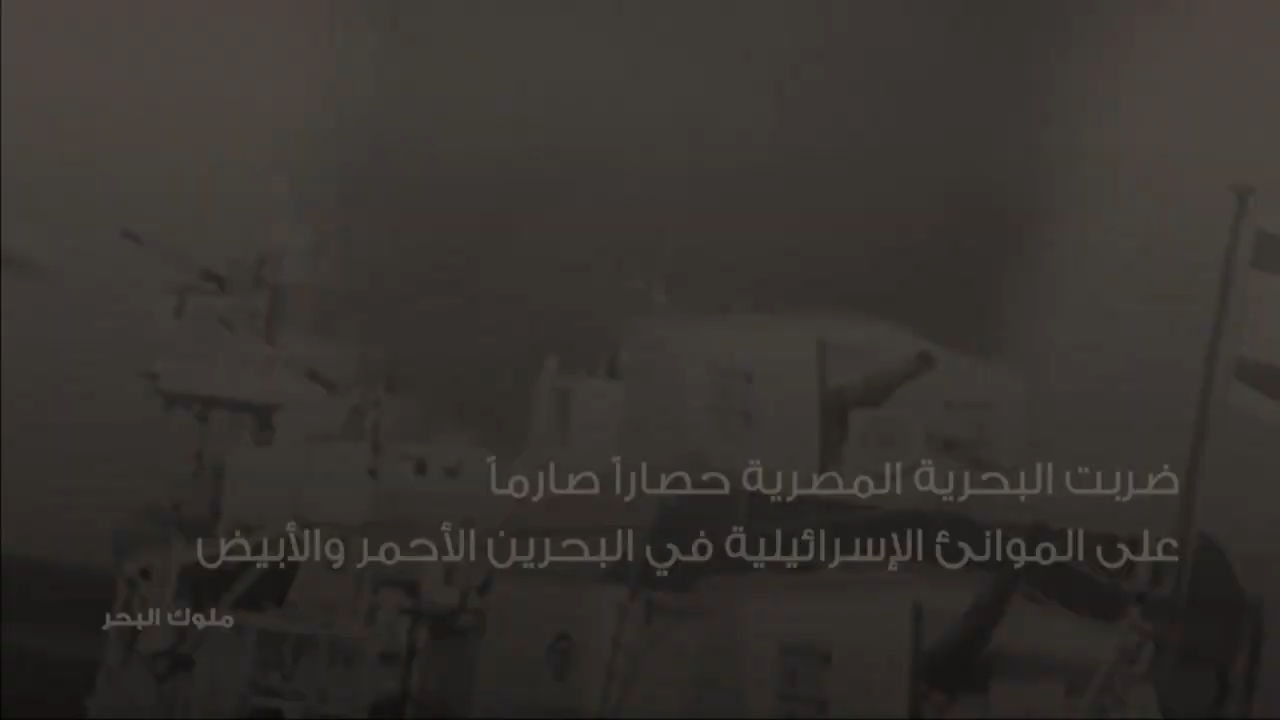 ضربت البحرية المصرية حصاراً صارماً
على الموانئ الإسرائيلية في البحرين الأحمر والأبيض
ملوك البحر